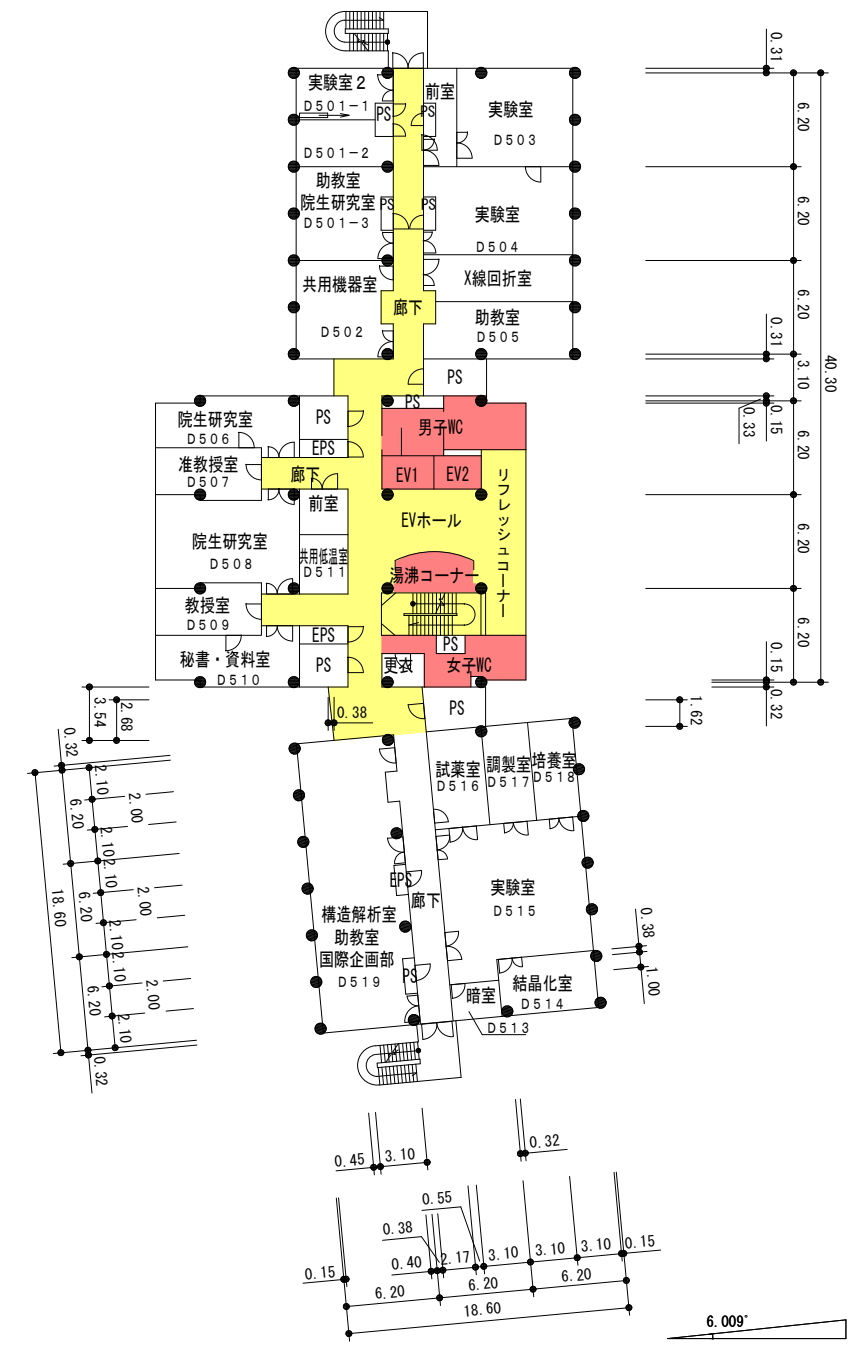 実験室２
D501-1
PS
D501-2
前室
PS
実験室
D503
助教室
院生研究室
D501-3
PS
PS
実験室
D504
共用機器室
D502
廊下
X線回折室
助教室
D505
PS
PS
院生研究室
D506
PS
EPS
男子WC
准教授室
D507
廊下
EV1
EV2
前室
リフレッシュコーナー
EVホール
院生研究室
D508
共用低温室
D511
湯沸コーナー
教授室
D509
EPS
PS
秘書・資料室
D510
PS
更衣
女子WC
PS
試薬室
D516
調製室
D517
培養室
D518
EPS
廊下
実験室
D515
構造解析室
助教室
国際企画部
D519
PS
暗室
D513
結晶化室
D514
0.31
6.20
6.20
6.20
0.31
3.10
40.30
0.15
0.33
6.20
6.20
6.20
0.15
0.32
1.62
3.54
2.68
0.38
0.32
2.10
2.00
6.20
2.10
2.10
2.00
18.60
6.20
2.10
2.10
2.00
6.20
2.10
0.32
0.38
1.00
0.45
3.10
0.32
0.55
0.38
0.40
2.17
3.10
3.10
3.10
0.15
0.15
6.20
6.20
6.20
18.60
6.009°